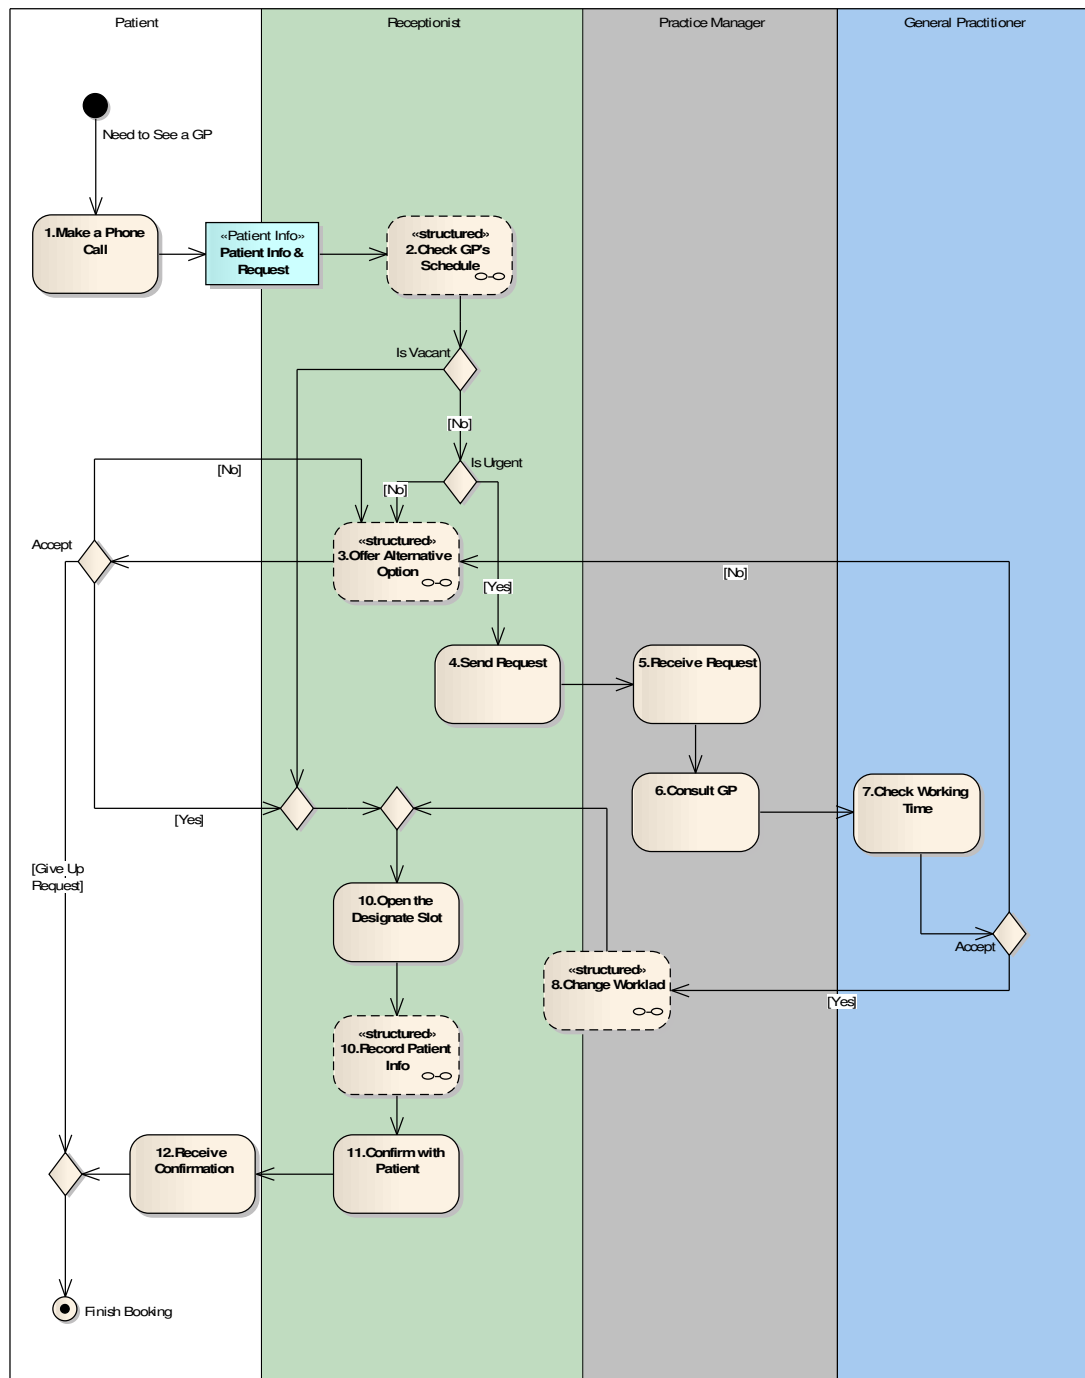 Patient
Receptionist
Practice Manager
General Practitioner
Need to See a GP
1.Make a Phone
Call
«Patient Info»
Patient Info &
Request
«structured»
2.Check GP's
Schedule
Is Vacant
[No]
Is Urgent
[No]
[No]
Accept
«structured»
3.Offer Alternative
Option
[Yes]
[No]
4.Send Request
5.Receive Request
6.Consult GP
7.Check Working
Time
[Yes]
[Give Up
Request]
10.Open the
Designate Slot
Accept
«structured»
8.Change Worklad
[Yes]
«structured»
10.Record Patient
Info
12.Receive
Confirmation
11.Confirm with
Patient
Finish Booking